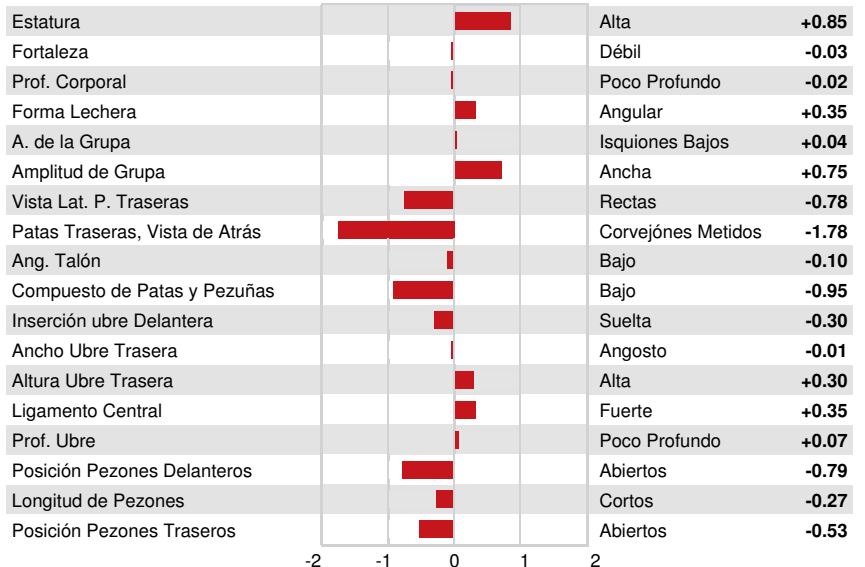 Estatura Alta +0.85
Fortaleza Débil -0.03
Prof. Corporal Poco Profundo -0.02
Forma Lechera Angular +0.35
A. de la Grupa Isquiones Bajos +0.04
Amplitud de Grupa Ancha +0.75
Vista Lat. P. Traseras Rectas -0.78
Patas Traseras, Vista de Atrás Corvejónes Metidos -1.78
Ang. Talón Bajo -0.10
Compuesto de Patas y Pezuñas Bajo -0.95
Inserción ubre Delantera Suelta -0.30
Ancho Ubre Trasera Angosto -0.01
Altura Ubre Trasera Alta +0.30
Ligamento Central Fuerte +0.35
Prof. Ubre Poco Profundo +0.07
Posición Pezones Delanteros Abiertos -0.79
Longitud de Pezones Cortos -0.27
Posición Pezones Traseros Abiertos -0.53
-2 -1 0 1 2